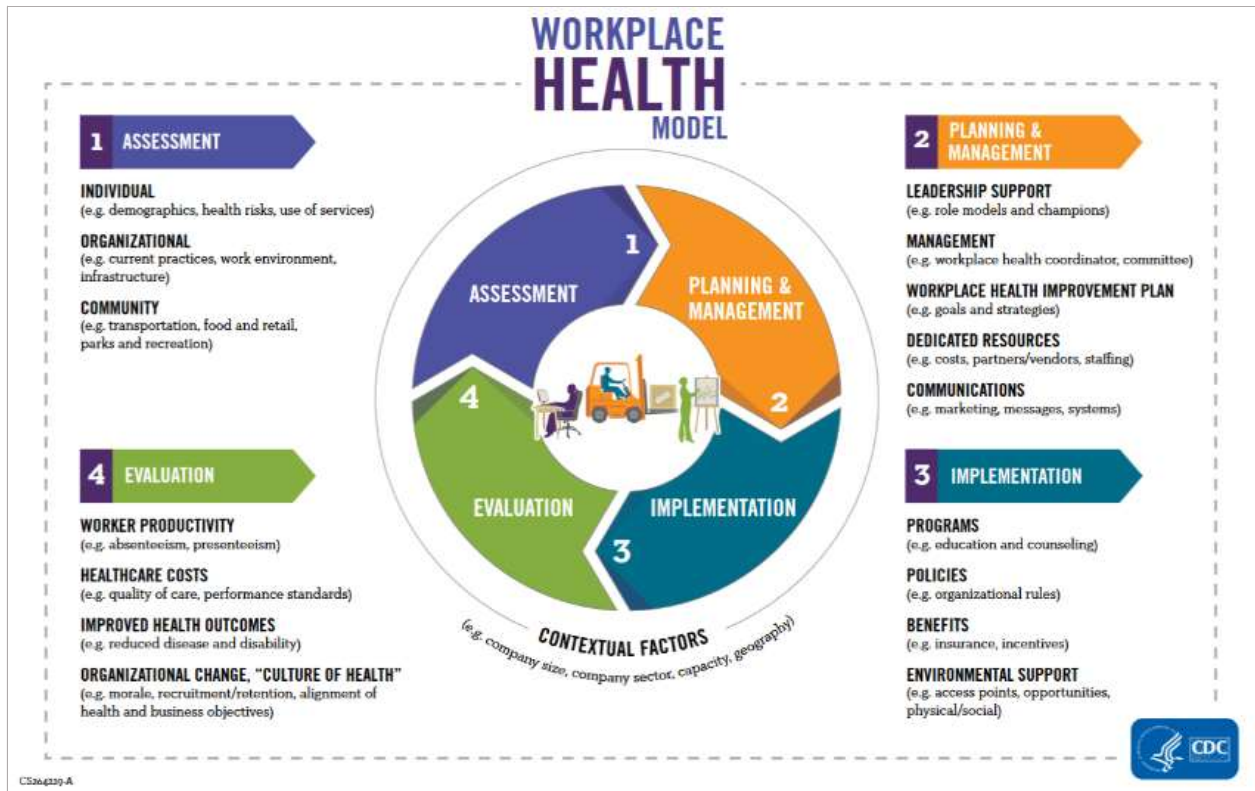 WORKPLACE
HEALTH
MODEL
1 ASSESSMENT
INDIVIDUAL
(e.g. demographics, health risks, use of services)
ORGANIZATIONAL
(e.g. current practices, work environment,
infrastructure)
COMMUNITY
(e.g. transportation, food and retail,
parks and recreation)
2 PLANNING &
MANAGEMENT
LEADERSHIP SUPPORT
(e.g. role models and champions)
MANAGEMENT
(e.g. workplace health coordinator, committee)
WORKPLACE HEALTH IMPROVEMENT PLAN
(e.g. goals and strategies)
DEDICATED RESOURCES
(e.g. costs, partners/vendors, staffing)
COMMUNICATIONS
(e.g. marketing, messages, systems)
3 IMPLEMENTATION
PROGRAMS
(e.g. education and counseling)
POLICIES
(e.g. organizational rules)
BENEFITS
(e.g. insurance, incentives)
ENVIRONMENTAL SUPPORT
(e.g. access points, opportunities,
physical/social)
4 EVALUATION
WORKER PRODUCTIVITY
(e.g. absenteeism, presenteeism)
HEALTHCARE COSTS
(e.g. quality of care, performance standards)
IMPROVED HEALTH OUTCOMES
(e.g. reduced disease and disability)
ORGANIZATIONAL CHANGE, “CULTURE OF HEALTH”
(e.g. morale, recruitment/retention, alignment of
health and business objectives)
1
ASSESSMENT
PLANNING &
MANAGEMENT
2
IMPLEMENTATION
3
EVALUATION
4
CONTEXTUAL FACTORS
(e.g. company size, company sector, capacity, geography)
CDC
CS264229-A